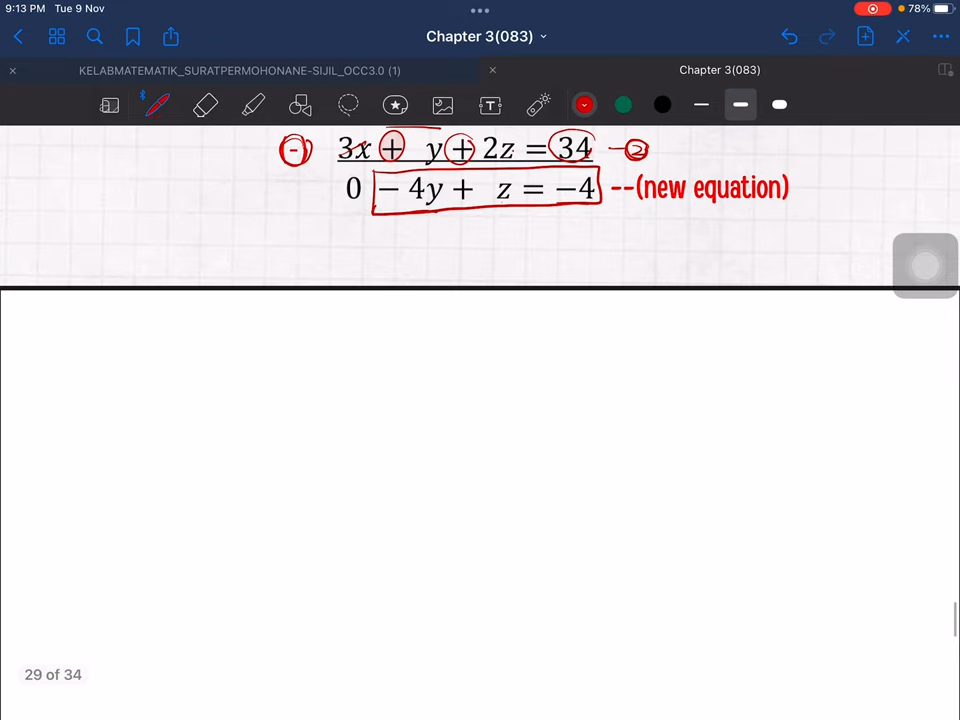 9:13 PM Tue 9 Nov
78%
Chapter 3(083)
KELABMATEMATIK_SURATPERMOHONANE-SIJIL_OCC3.0 (1)
Chapter 3(083)
(-) 3x + y + 2z = 34 -②
0 - 4y + z = -4 --(new equation)
29 of 34